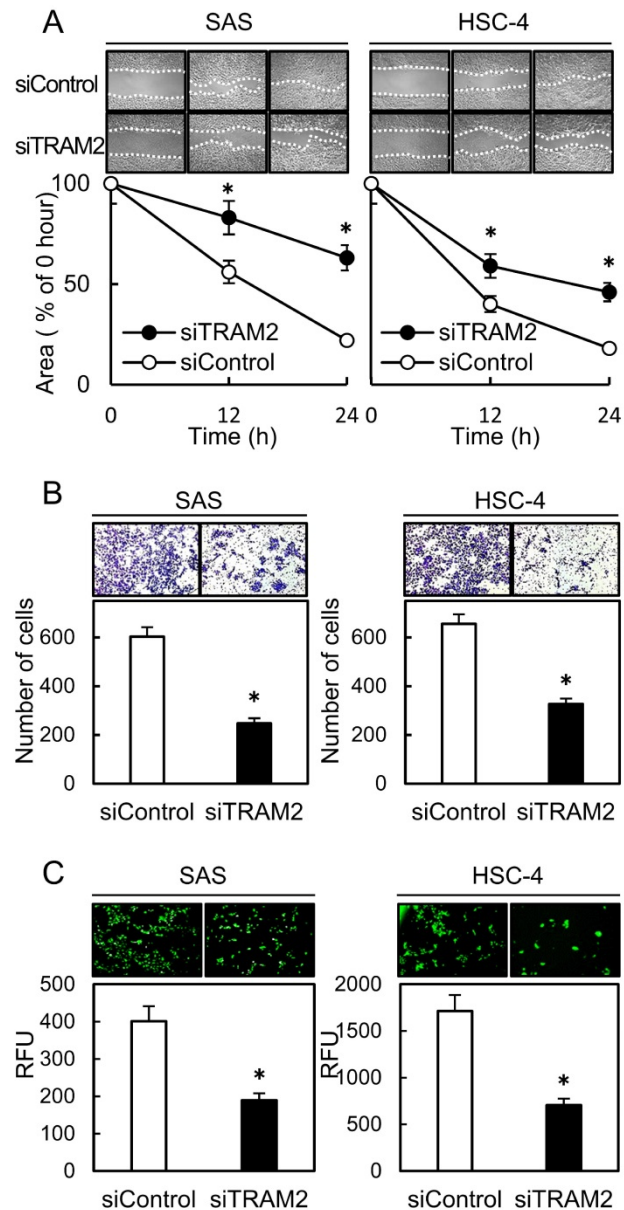 A
SAS
HSC-4
siControl
siTRAM2
Area ( % of 0 hour)
100
50
0
*
*
*
*
siTRAM2
siControl
siTRAM2
siControl
0
12
24
0
12
24
Time (h)
Time (h)
B
SAS
HSC-4
Number of cells
600
400
200
0
*
siControl
siTRAM2
Number of cells
600
400
200
0
*
siControl
siTRAM2
C
SAS
HSC-4
RFU
500
400
300
200
100
0
*
siControl
siTRAM2
RFU
2000
1500
1000
500
0
*
siControl
siTRAM2